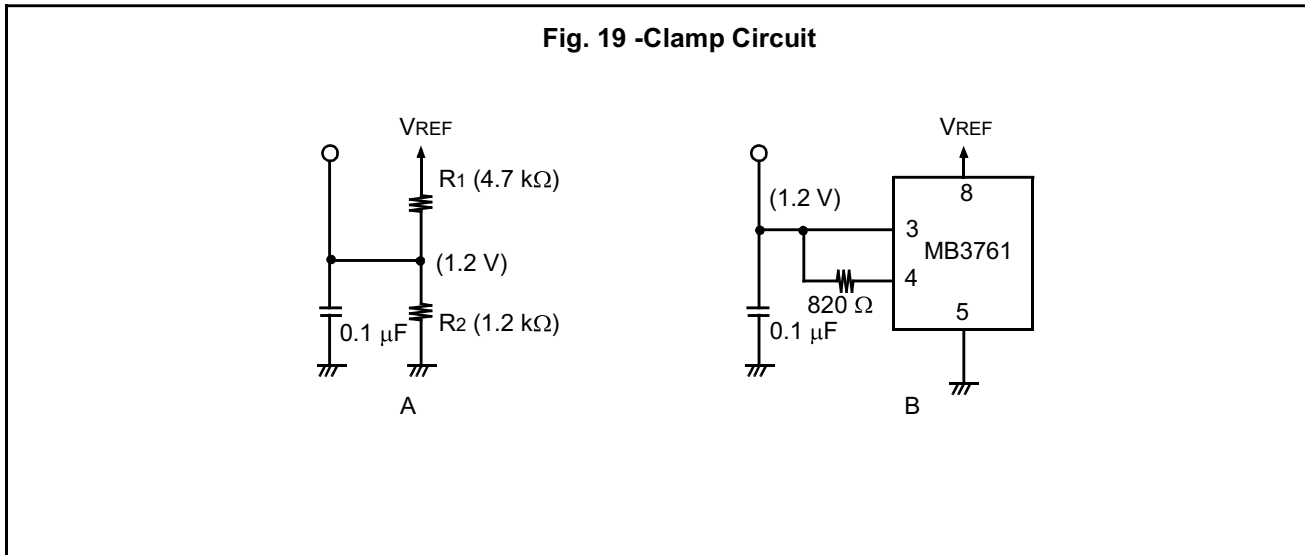 Fig. 19 -Clamp Circuit
VREF
R1 (4.7 kΩ)
(1.2 V)
0.1 μF
R2 (1.2 kΩ)
A
VREF
8
(1.2 V)
3
MB3761
4
820 Ω
5
0.1 μF
B